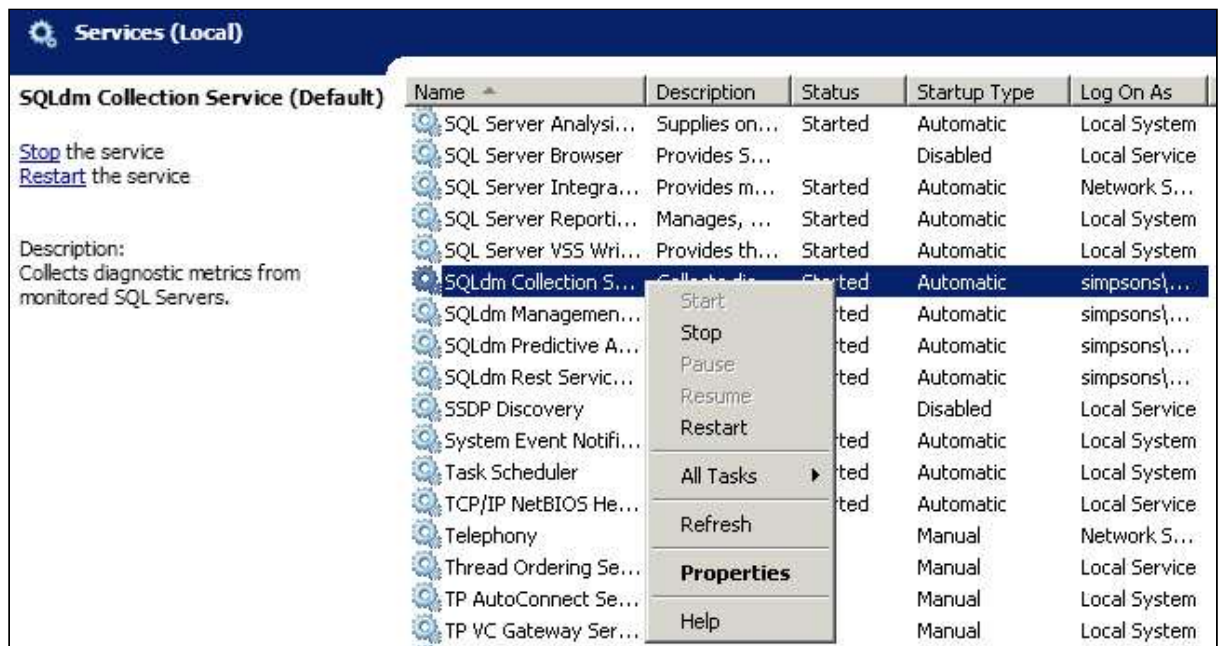 Services (Local)
SQLdm Collection Service (Default)
Stop the service
Restart the service
Description:
Collects diagnostic metrics from
monitored SQL Servers.
Name Description Status Startup Type Log On As
SQL Server Analysi... Supplies on... Started Automatic Local System
SQL Server Browser Provides S... Disabled Local Service
SQL Server Integra... Provides m... Started Automatic Network S...
SQL Server Reporti... Manages, ... Started Automatic Local System
SQL Server VSS Wri... Provides th... Started Automatic Local System
SQLdm Collection S... Started Automatic simpsons\...
SQLdm Managemen... ted Automatic simpsons\...
SQLdm Predictive A... ted Automatic simpsons\...
SQLdm Rest Servic... ted Automatic simpsons\...
SSDP Discovery Disabled Local Service
System Event Notifi... ted Automatic Local System
Task Scheduler ted Automatic Local System
TCP/IP NetBIOS He... ted Automatic Local Service
Telephony Manual Network S...
Thread Ordering Se... Manual Local Service
TP AutoConnect Se... Manual Local System
TP VC Gateway Ser... Manual Local System
Start
Stop
Pause
Resume
Restart
All Tasks
Refresh
Properties
Help